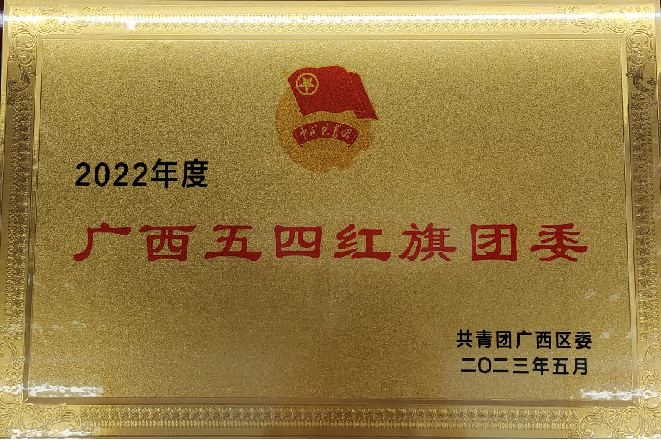 中国共青团
2022年度
广西五四红旗团委
共青团广西区委
二〇二三年五月